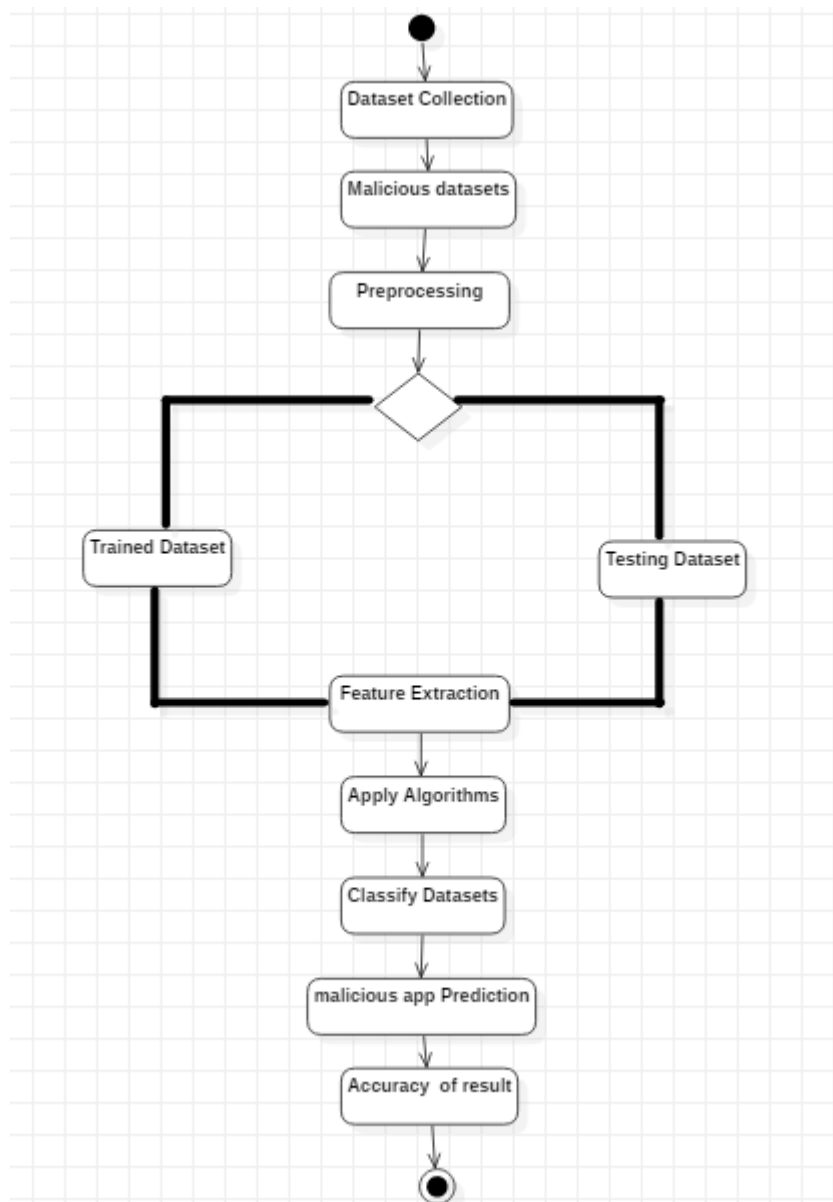 Dataset Collection
Malicious datasets
Preprocessing
Trained Dataset
Testing Dataset
Feature Extraction
Apply Algorithms
Classify Datasets
malicious app Prediction
Accuracy of result